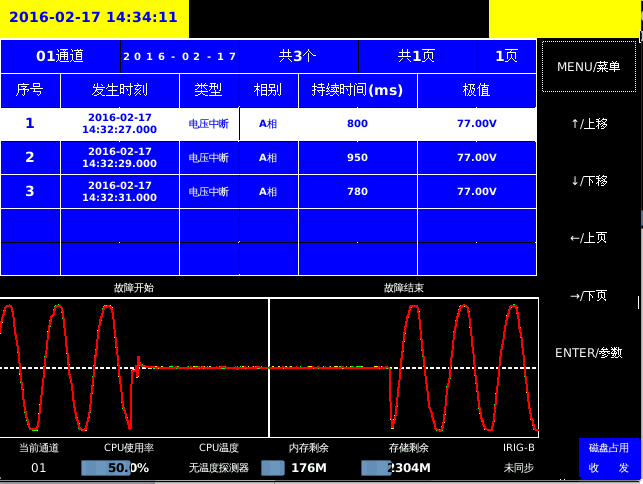 2016-02-17 14:34:11
01通道 2016-02-17 共3个 共1页 1页
序号 发生时刻 类型 相别 持续时间(ms) 极值
1 2016-02-17 14:32:27.000 电压中断 A相 800 77.00V
2 2016-02-17 14:32:29.000 电压中断 A相 950 77.00V
3 2016-02-17 14:32:31.000 电压中断 A相 780 77.00V
MENU/菜单
↑/上移
↓/下移
←/上页
→/下页
ENTER/参数
故障开始 故障结束
当前通道 CPU使用率 CPU温度 内存剩余 存储剩余 IRIG-B 磁盘占用
01 50.0% 无温度探测器 176M 2304M 未同步 收 发